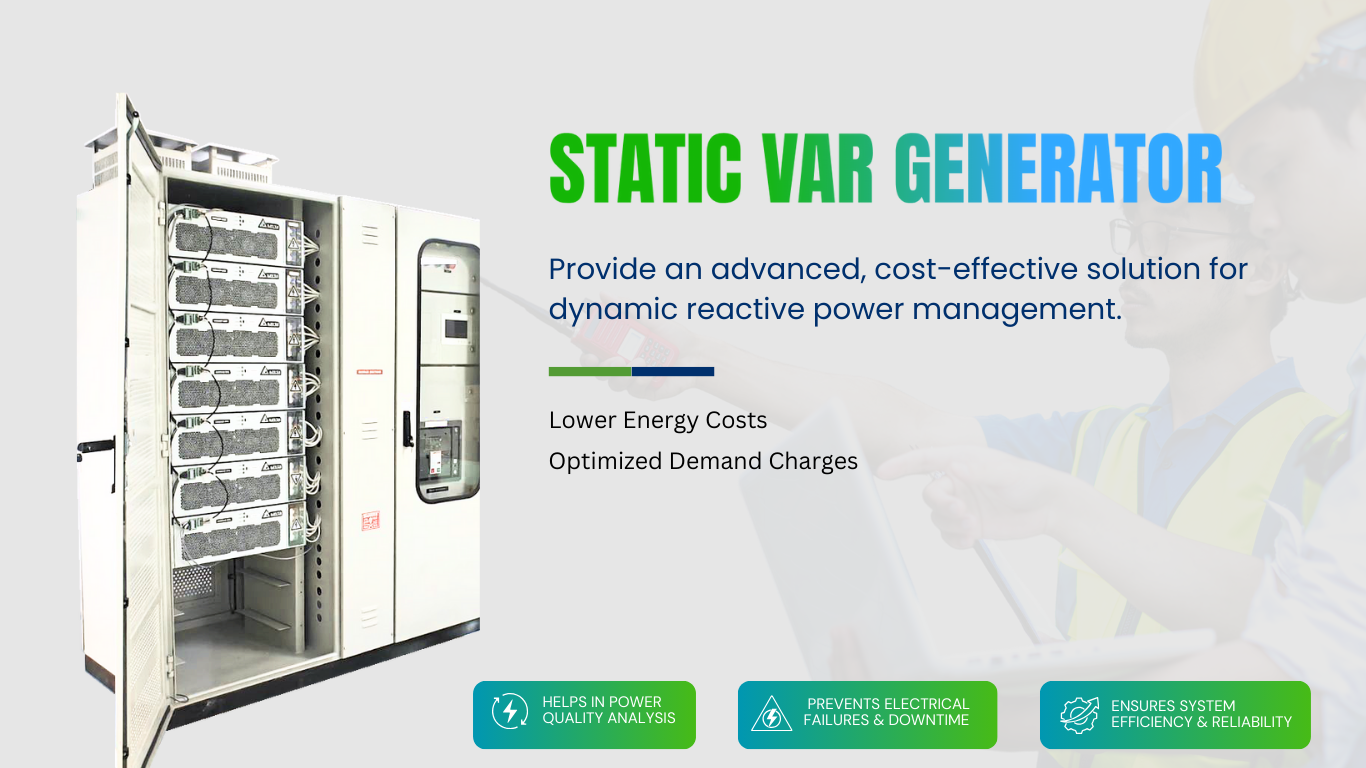 STATIC VAR GENERATOR
Provide an advanced, cost-effective solution for
dynamic reactive power management.
Lower Energy Costs
Optimized Demand Charges
HELPS IN POWER
QUALITY ANALYSIS
PREVENTS ELECTRICAL
FAILURES & DOWNTIME
ENSURES SYSTEM
EFFICIENCY & RELIABILITY